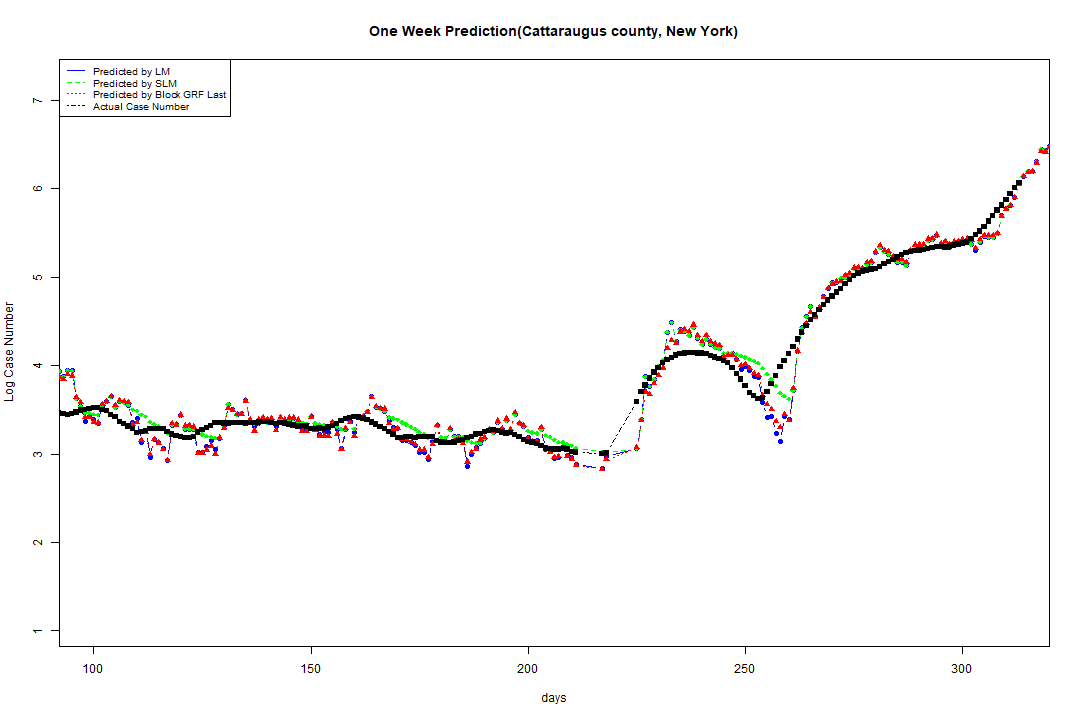 One Week Prediction(Cattaraugus county, New York)
Predicted by LM
Predicted by SLM
Predicted by Block GRF Last
Actual Case Number
Log Case Number
7
6
5
4
3
2
1
100 150 200 250 300
days